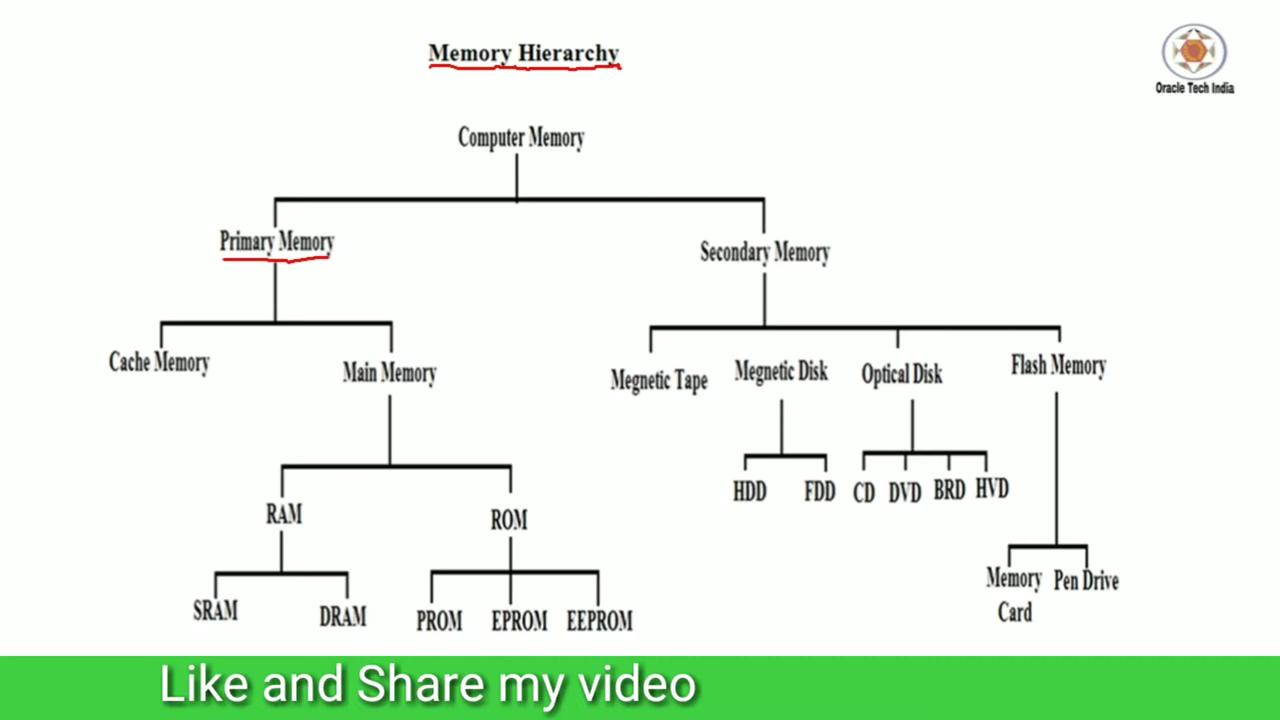 Memory Hierarchy
Oracle Tech India
Computer Memory
Primary Memory
Secondary Memory
Cache Memory
Main Memory
Megnetic Tape
Megnetic Disk
Optical Disk
Flash Memory
HDD
FDD
CD
DVD
BRD
HVD
RAM
ROM
Memory
Card
Pen Drive
SRAM
DRAM
PROM
EPROM
EEPROM
Like and Share my video